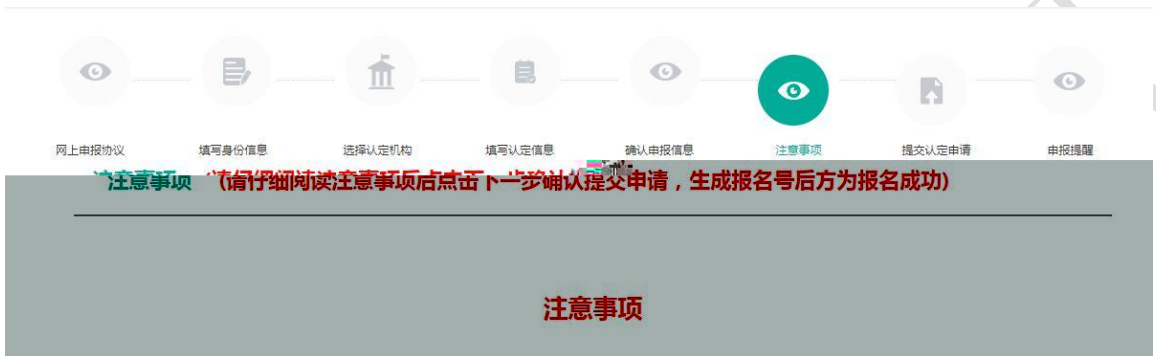 网上申报协议 填写身份信息 选择认定机构 填写认定信息 确认申报信息 注意事项 提交认定申请 申报提醒
注意事项 (请仔细阅读注意事项后点击下一步确认提交申请，生成报名号后方为报名成功)
注意事项